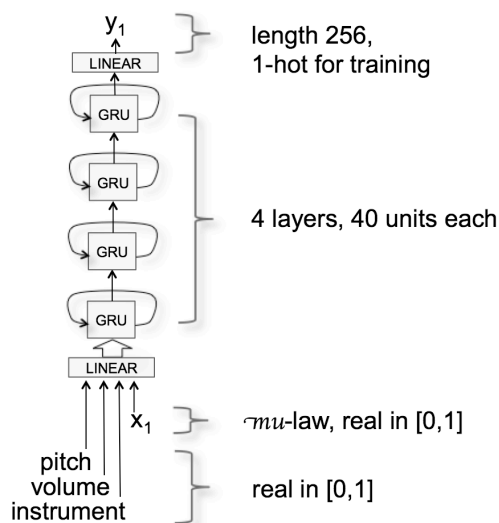 y₁
length 256,
1-hot for training
LINEAR
GRU
GRU
4 layers, 40 units each
GRU
GRU
LINEAR
x₁
¬mu-law, real in [0,1]
pitch
volume
instrument
real in [0,1]